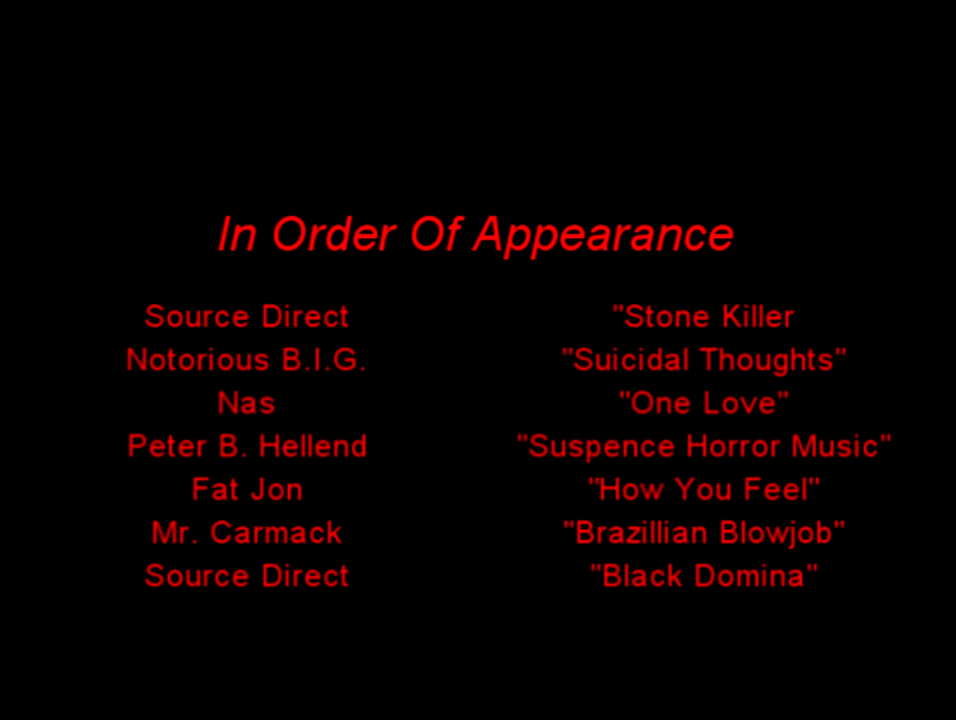 In Order Of Appearance
Source Direct "Stone Killer
Notorious B.I.G. "Suicidal Thoughts"
Nas "One Love"
Peter B. Hellend "Suspence Horror Music"
Fat Jon "How You Feel"
Mr. Carmack "Brazillian Blowjob"
Source Direct "Black Domina"